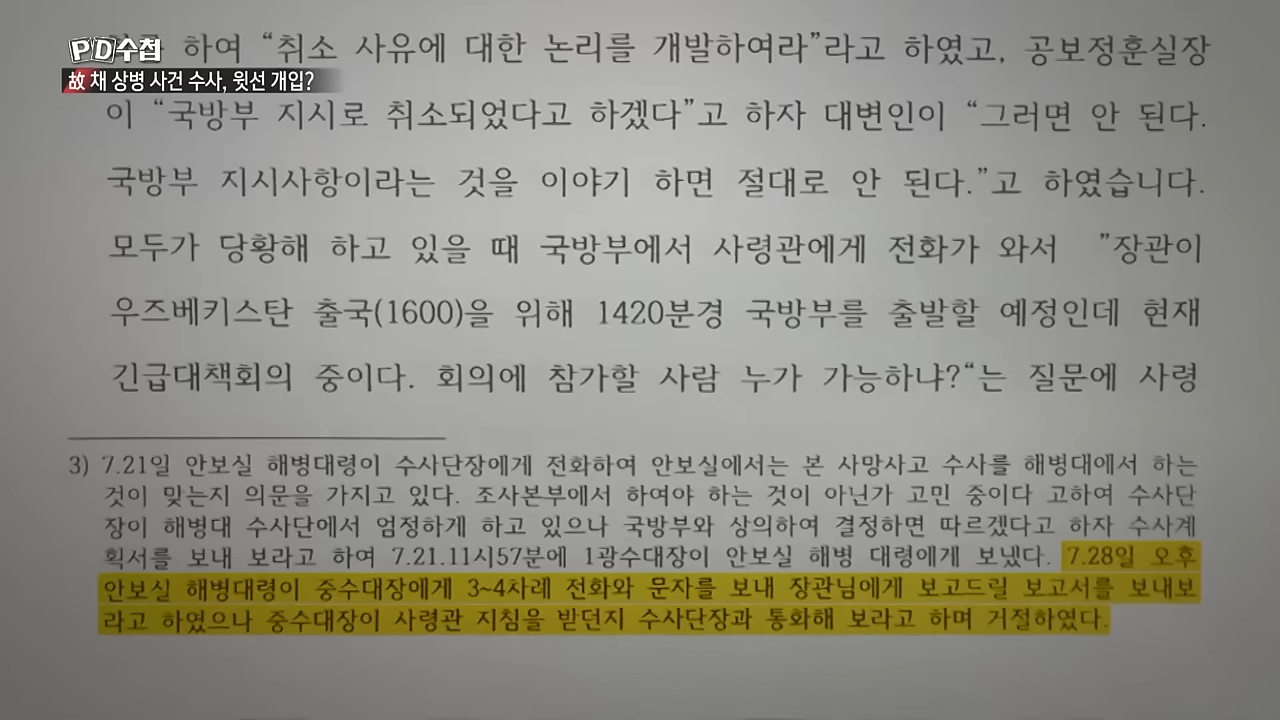 PD수첩
故 채 상병 사건 수사, 윗선 개입?
하여 “취소 사유에 대한 논리를 개발하여라”라고 하였고, 공보정훈실장
이 “국방부 지시로 취소되었다고 하겠다”고 하자 대변인이 “그러면 안 된다.
국방부 지시사항이라는 것을 이야기 하면 절대로 안 된다.”고 하였습니다.
모두가 당황해 하고 있을 때 국방부에서 사령관에게 전화가 와서 ”장관이
우즈베키스탄 출국(1600)을 위해 1420분경 국방부를 출발할 예정인데 현재
긴급대책회의 중이다. 회의에 참가할 사람 누가 가능하냐?“는 질문에 사령
3) 7.21일 안보실 해병대령이 수사단장에게 전화하여 안보실에서는 본 사망사고 수사를 해병대에서 하는
것이 맞는지 의문을 가지고 있다. 조사본부에서 하여야 하는 것이 아닌가 고민 중이다 고하여 수사단
장이 해병대 수사단에서 엄정하게 하고 있으나 국방부와 상의하여 결정하면 따르겠다고 하자 수사계
획서를 보내 보라고 하여 7.21.11시57분에 1광수대장이 안보실 해병 대령에게 보냈다. 7.28일 오후
안보실 해병대령이 중수대장에게 3~4차례 전화와 문자를 보내 장관님에게 보고드릴 보고서를 보내보
라고 하였으나 중수대장이 사령관 지침을 받던지 수사단장과 통화해 보라고 하며 거절하였다.